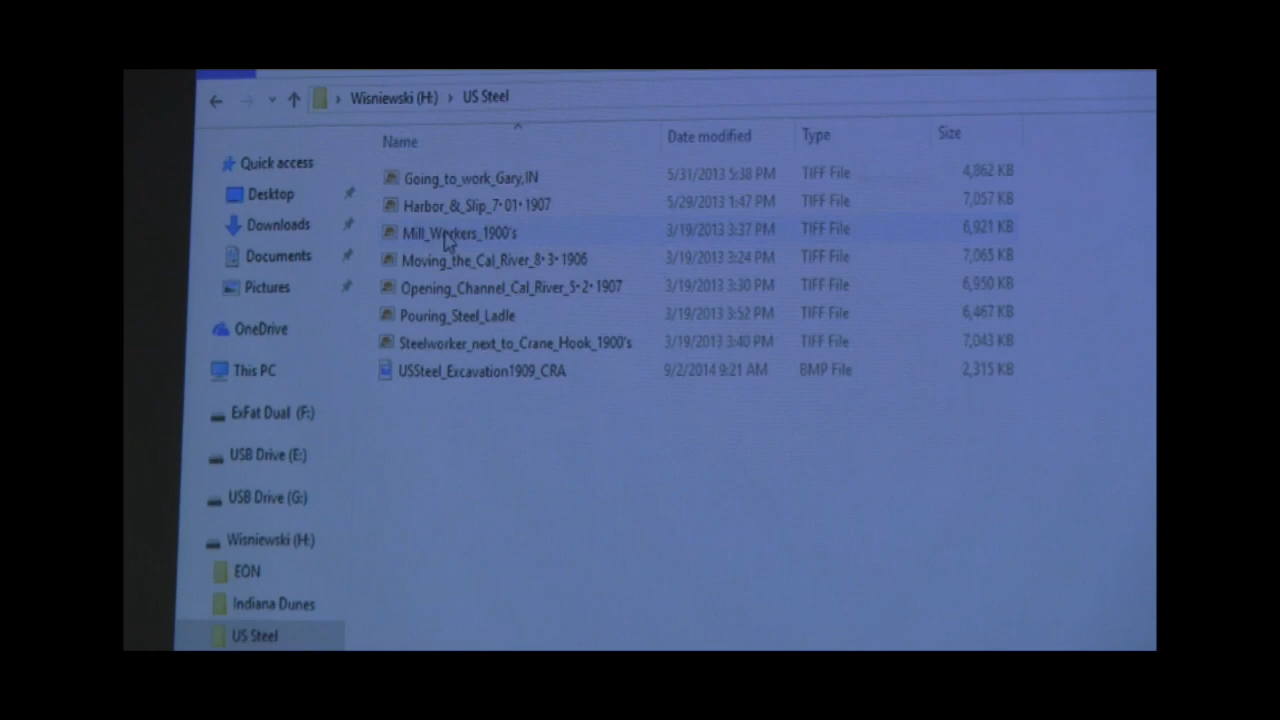 Wisniewski (H:) › US Steel
Name Date modified Type Size
Quick access
Desktop
Downloads
Documents
Pictures
OneDrive
This PC
ExFat Dual (F:)
USB Drive (E:)
USB Drive (G:)
Wisniewski (H:)
EON
Indiana Dunes
US Steel
Going_to_work_Gary,IN 5/31/2013 5:38 PM TIFF File 4,862 KB
Harbor_&_Slip_7•01•1907 5/29/2013 1:47 PM TIFF File 7,057 KB
Mill_Workers_1900's 3/19/2013 3:37 PM TIFF File 6,921 KB
Moving_the_Cal_River_8•3•1906 3/19/2013 3:24 PM TIFF File 7,065 KB
Opening_Channel_Cal_River_5•2•1907 3/19/2013 3:30 PM TIFF File 6,950 KB
Pouring_Steel_Ladle 3/19/2013 3:52 PM TIFF File 6,467 KB
Steelworker_next_to_Crane_Hook_1900's 3/19/2013 3:40 PM TIFF File 7,043 KB
USSteel_Excavation1909_CRA 9/2/2014 9:21 AM BMP File 2,315 KB